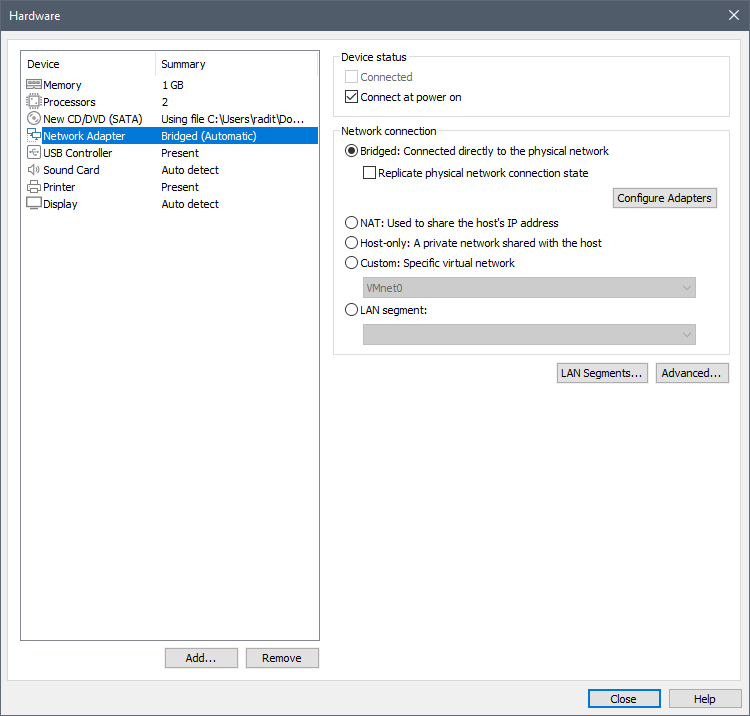 Hardware
Device Summary
Memory 1 GB
Processors 2
New CD/DVD (SATA) Using file C:\Users\radit\Do...
Network Adapter Bridged (Automatic)
USB Controller Present
Sound Card Auto detect
Printer Present
Display Auto detect
Add...
Remove
Device status
Connected
Connect at power on
Network connection
Bridged: Connected directly to the physical network
Replicate physical network connection state
Configure Adapters
NAT: Used to share the host's IP address
Host-only: A private network shared with the host
Custom: Specific virtual network
VMnet0
LAN segment:
LAN Segments...
Advanced...
Close
Help